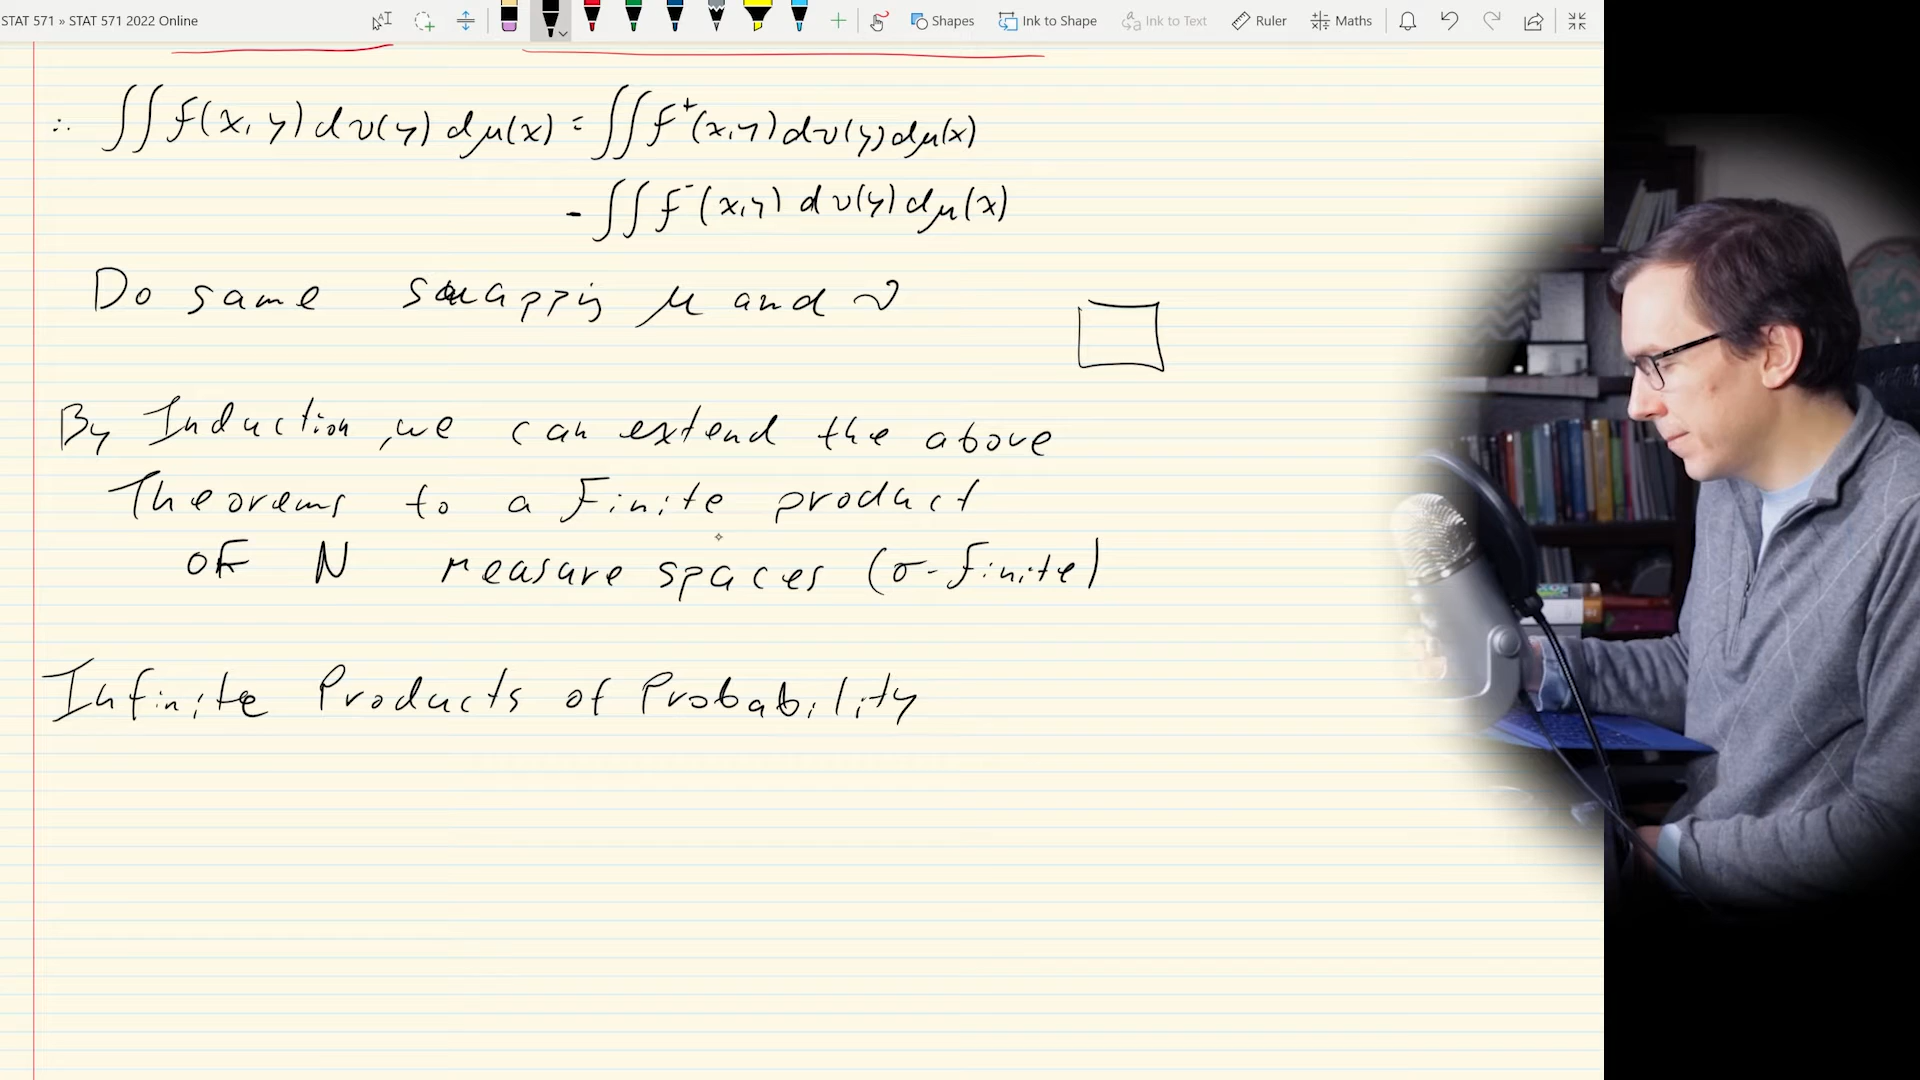 STAT 571 » STAT 571 2022 Online
Shapes Ink to Shape Ink to Text Ruler Maths
∴ ∬ f(x,y) dν(y) dμ(x) = ∬ f⁺(x,y) dν(y) dμ(x)
- ∬ f⁻(x,y) dν(y) dμ(x)
Do same swapping μ and ν
By Induction, we can extend the above
Theorems to a Finite product
of N measure spaces (σ-finite)
Infinite Products of Probability